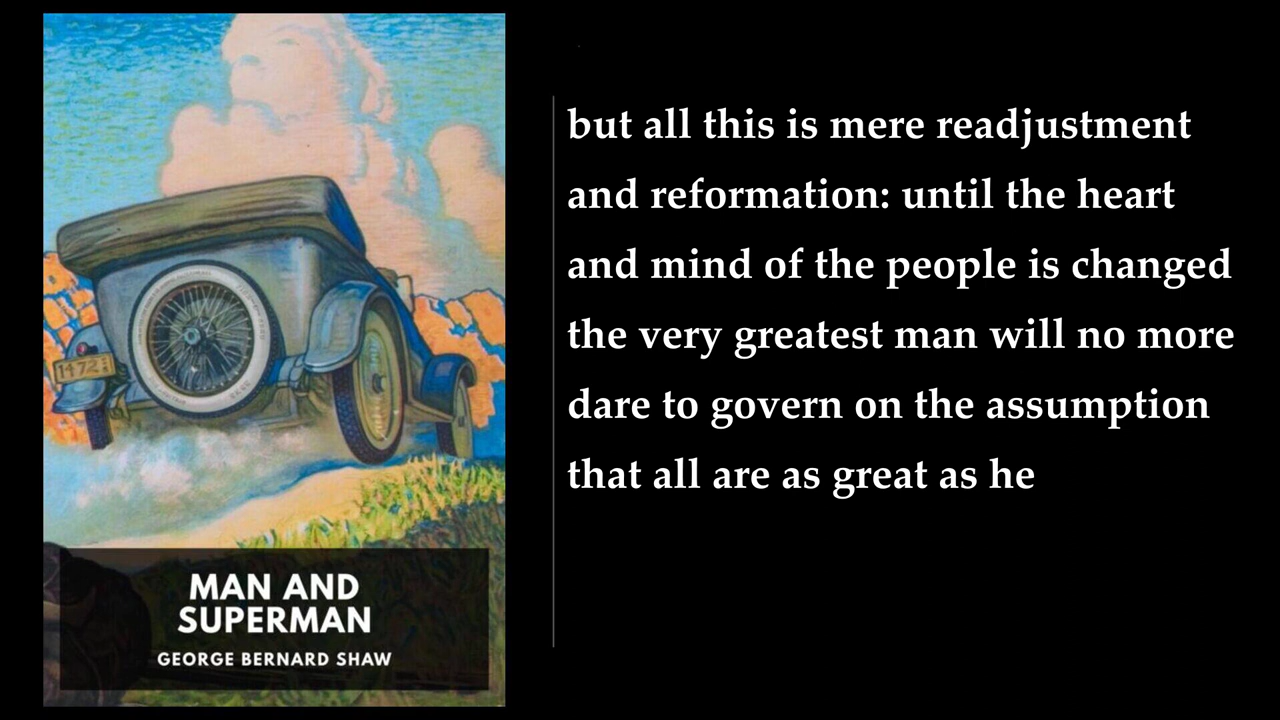 but all this is mere readjustment
and reformation: until the heart
and mind of the people is changed
the very greatest man will no more
dare to govern on the assumption
that all are as great as he
1472
MAN AND
SUPERMAN
GEORGE BERNARD SHAW